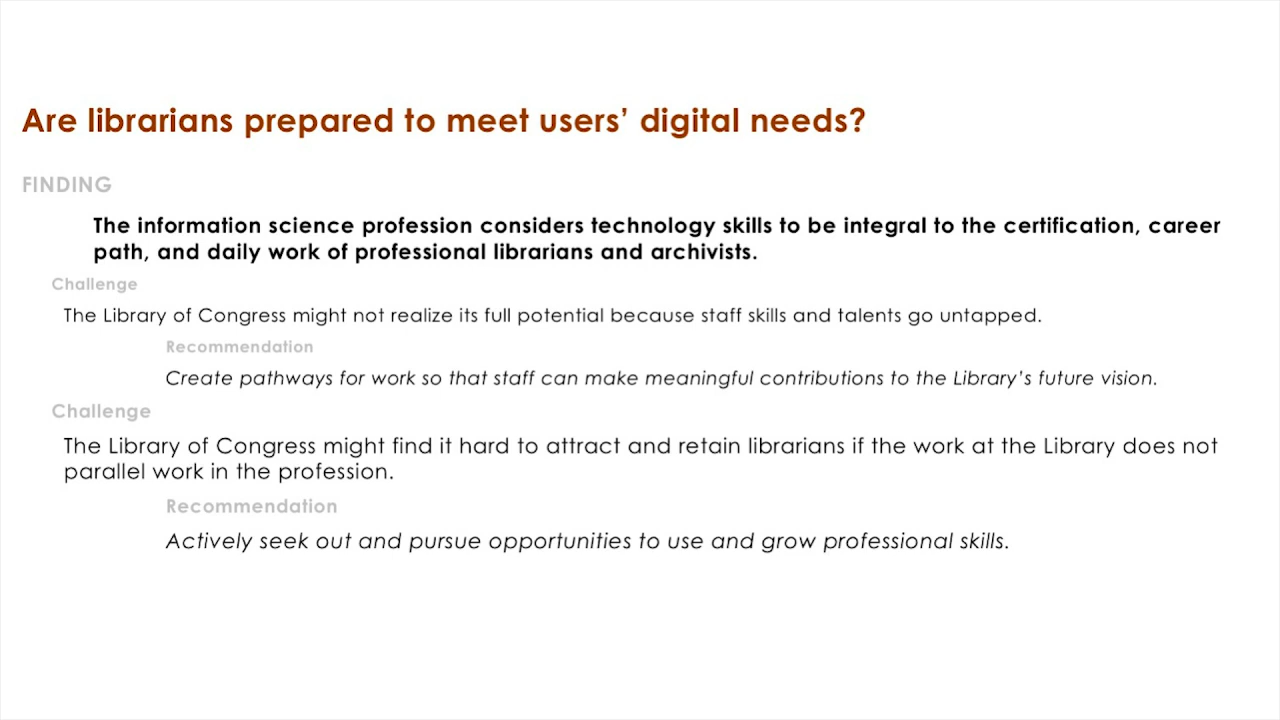 Are librarians prepared to meet users’ digital needs?
FINDING
The information science profession considers technology skills to be integral to the certification, career
path, and daily work of professional librarians and archivists.
Challenge
The Library of Congress might not realize its full potential because staff skills and talents go untapped.
Recommendation
Create pathways for work so that staff can make meaningful contributions to the Library’s future vision.
Challenge
The Library of Congress might find it hard to attract and retain librarians if the work at the Library does not
parallel work in the profession.
Recommendation
Actively seek out and pursue opportunities to use and grow professional skills.